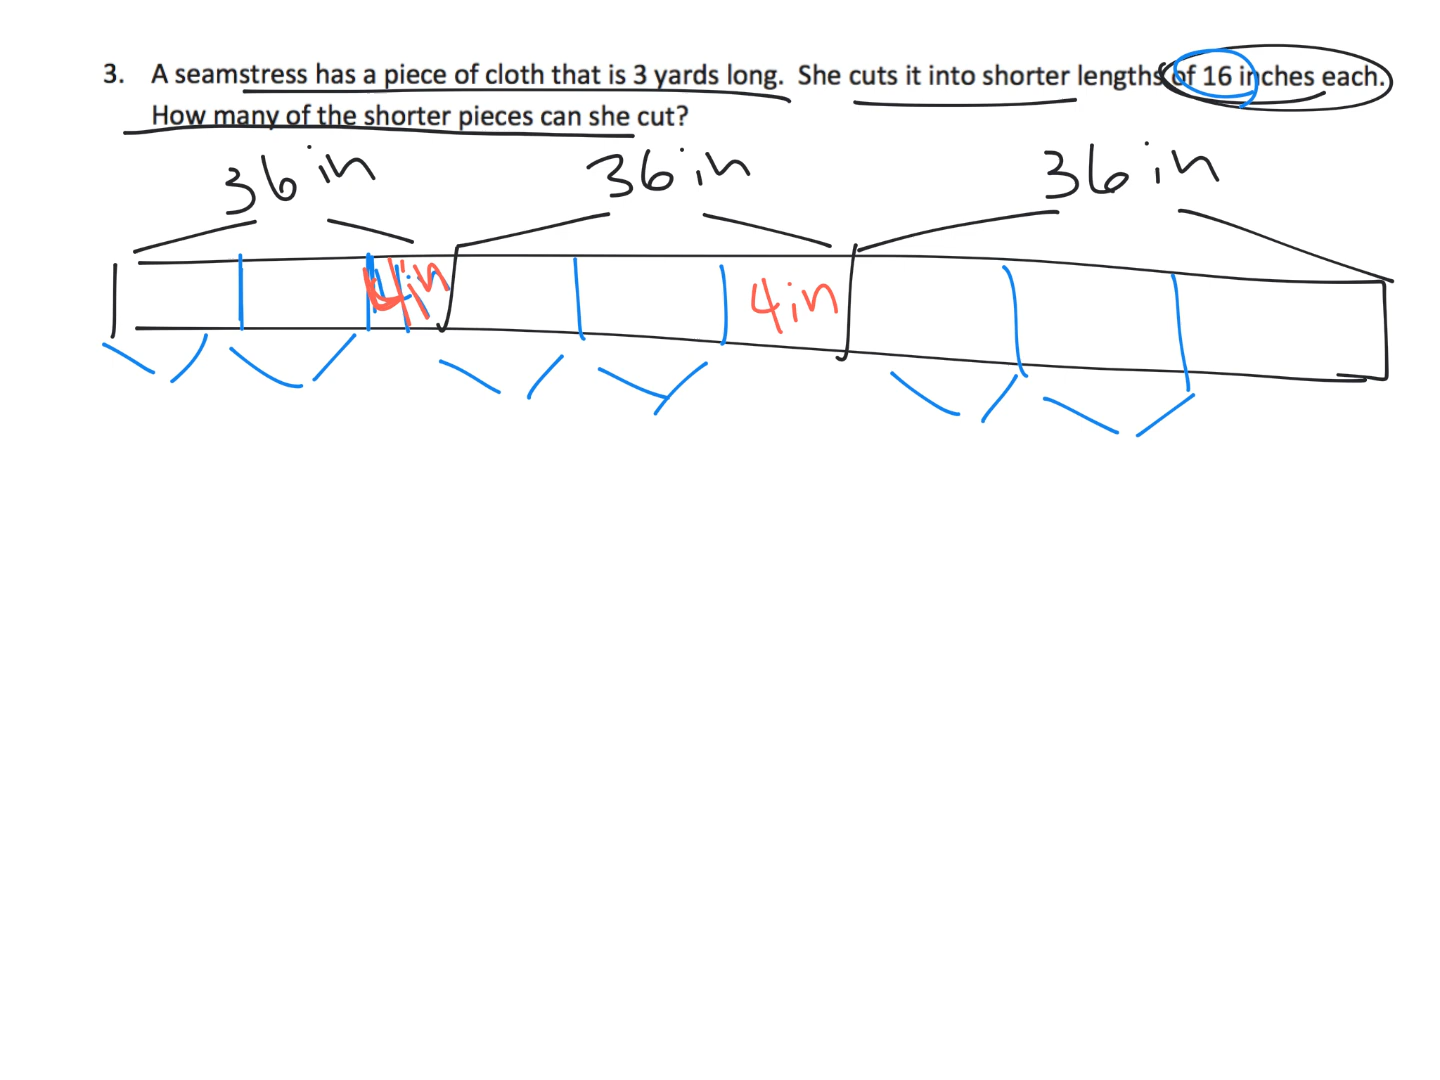 3. A seamstress has a piece of cloth that is 3 yards long. She cuts it into shorter lengths of 16 inches each.
How many of the shorter pieces can she cut?
36 in 36 in 36 in
4in 4in